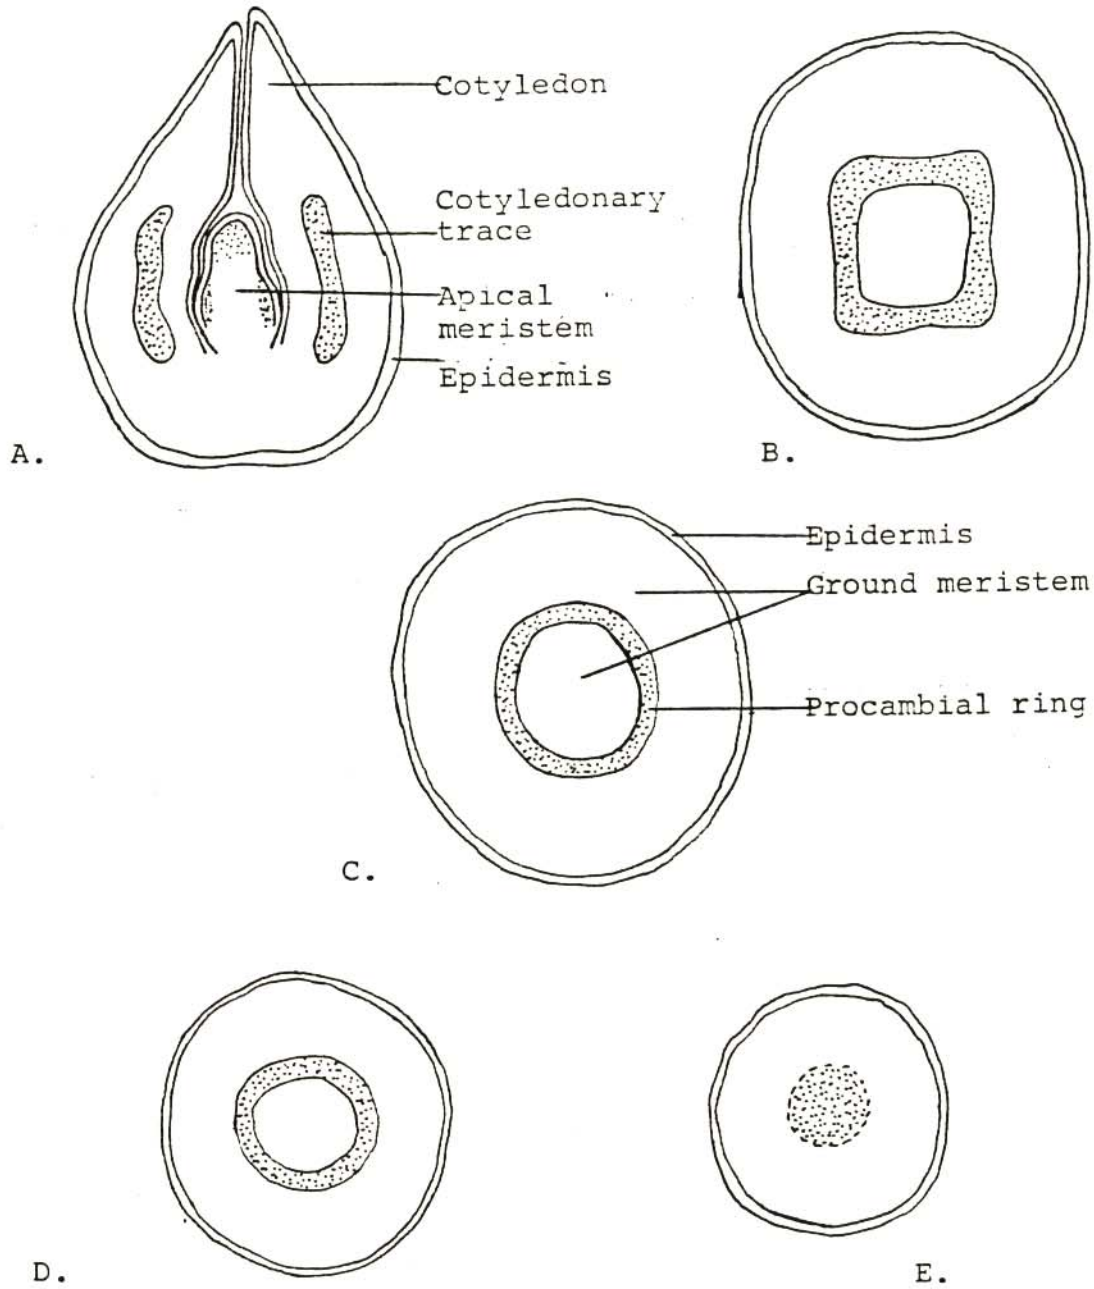 Cotyledon
Cotyledonary
trace
Apical
meristem
Epidermis
A.
B.
Epidermis
Ground meristem
Procambial ring
C.
D.
E.